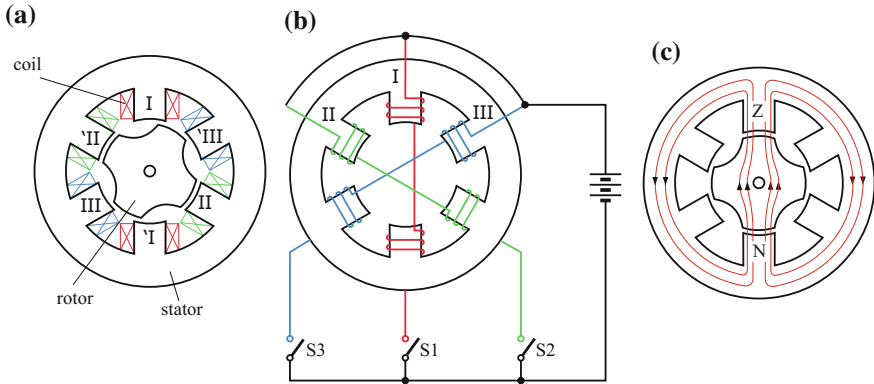 (a)
coil
I
‵II
‵III
III
II
‵I
rotor
stator
(b)
I
II
III
S3
S1
S2
(c)
Z
N